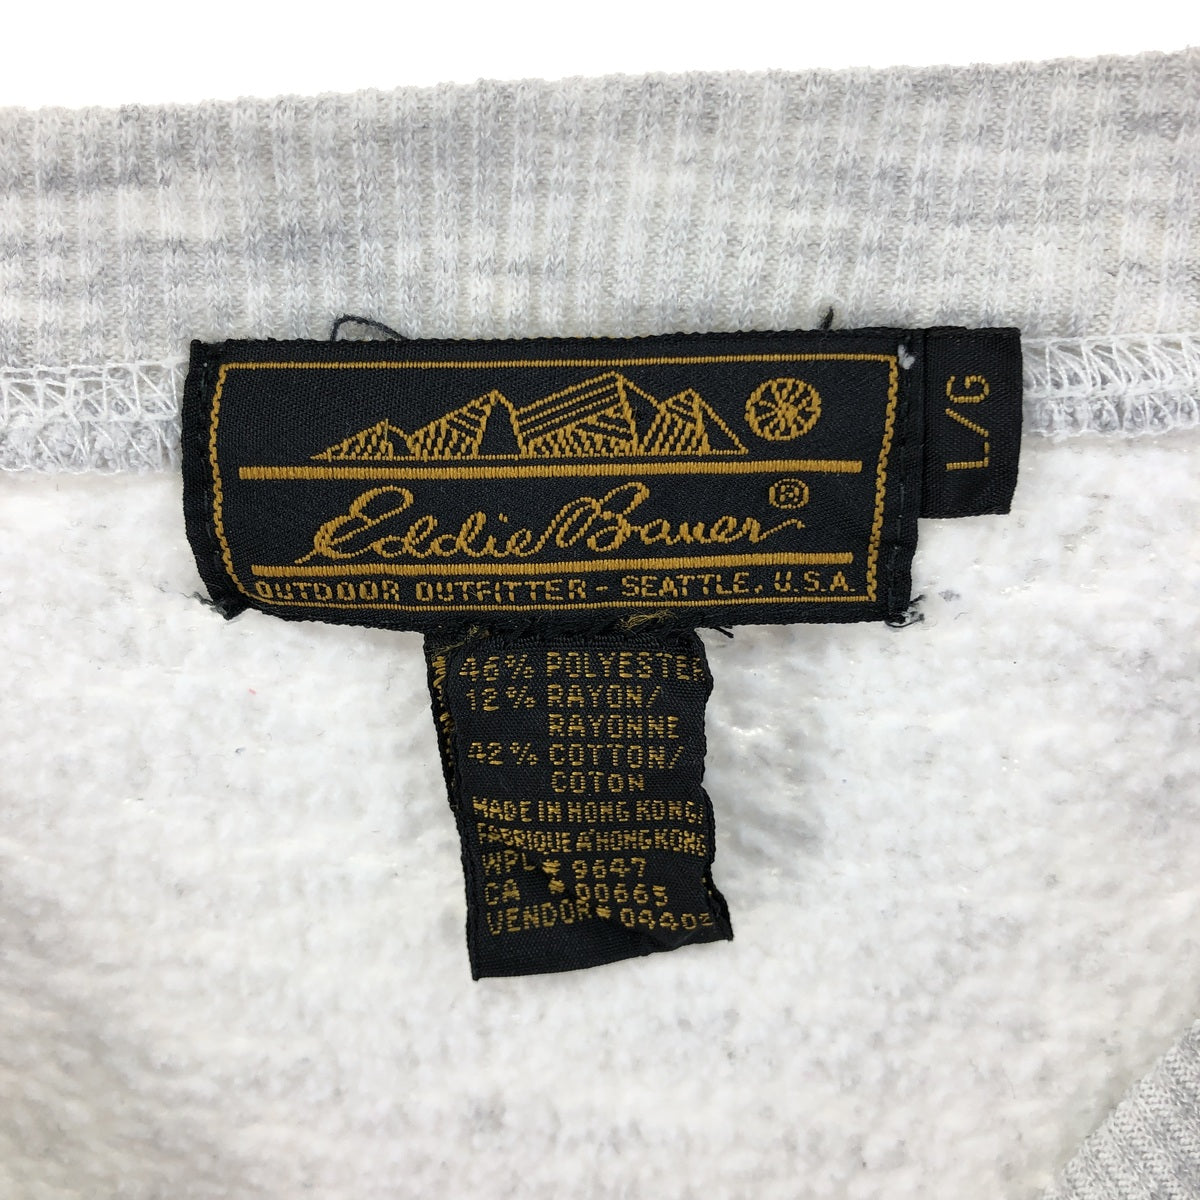 Eddie Bauer ®
OUTDOOR OUTFITTER - SEATTLE, U.S.A.
L/G
46% POLYESTER
12% RAYON/
RAYONNE
42% COTTON/
COTON
MADE IN HONG KONG/
FABRIQUE A HONG KONG
WPL # 9647
CA # 00665
VENDOR #